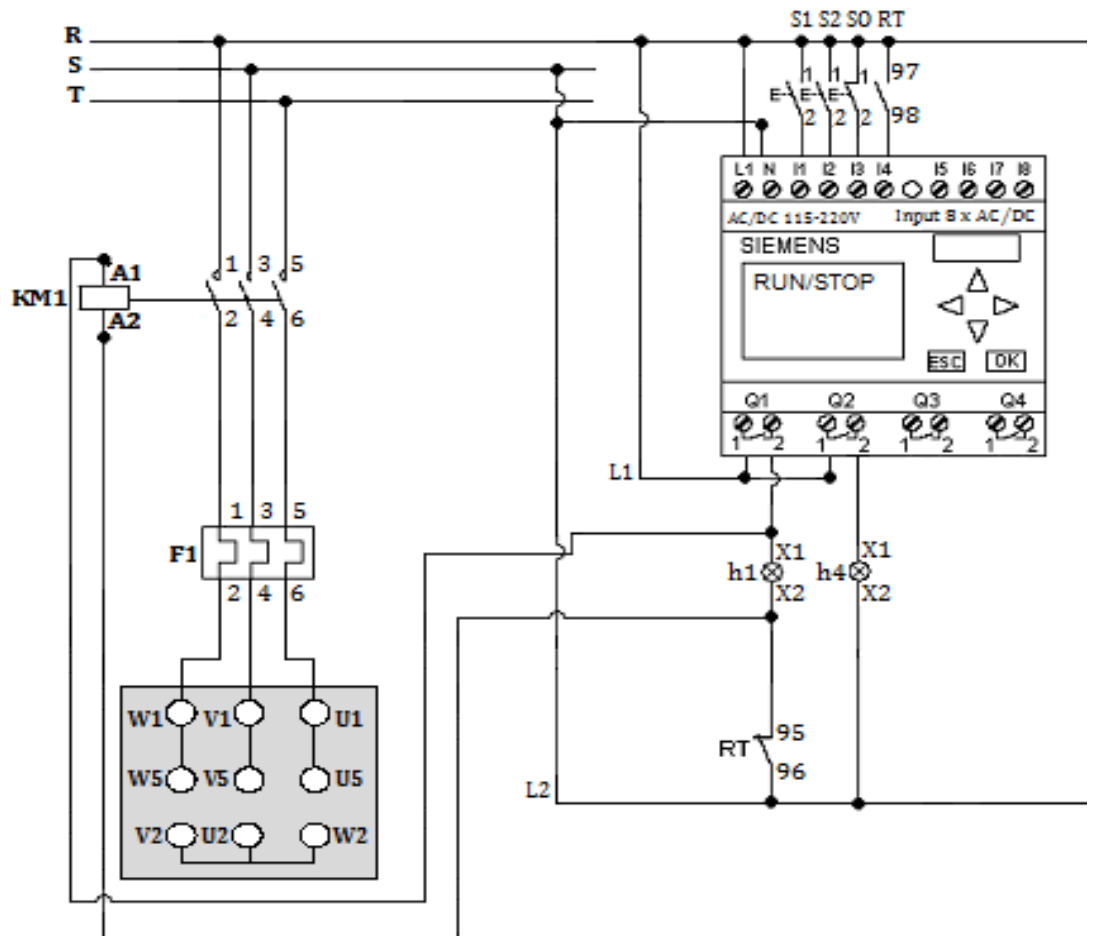 S1 S2 S0 RT
R
S
T
1 1 1 97
E E E
2 2 2 98
L1 N I1 I2 I3 I4 I5 I6 I7 I8
AC/DC 115-220V Input 8 x AC/DC
SIEMENS
RUN/STOP
ESC OK
Q1 Q2 Q3 Q4
1 2 1 2 1 2 1 2
A1 1 3 5
KM1
A2 2 4 6
L1
1 3 5
F1
2 4 6
X1 X1
h1 h4
X2 X2
W1 V1 U1
W5 V5 U5
V2 U2 W2
95
RT
96
L2